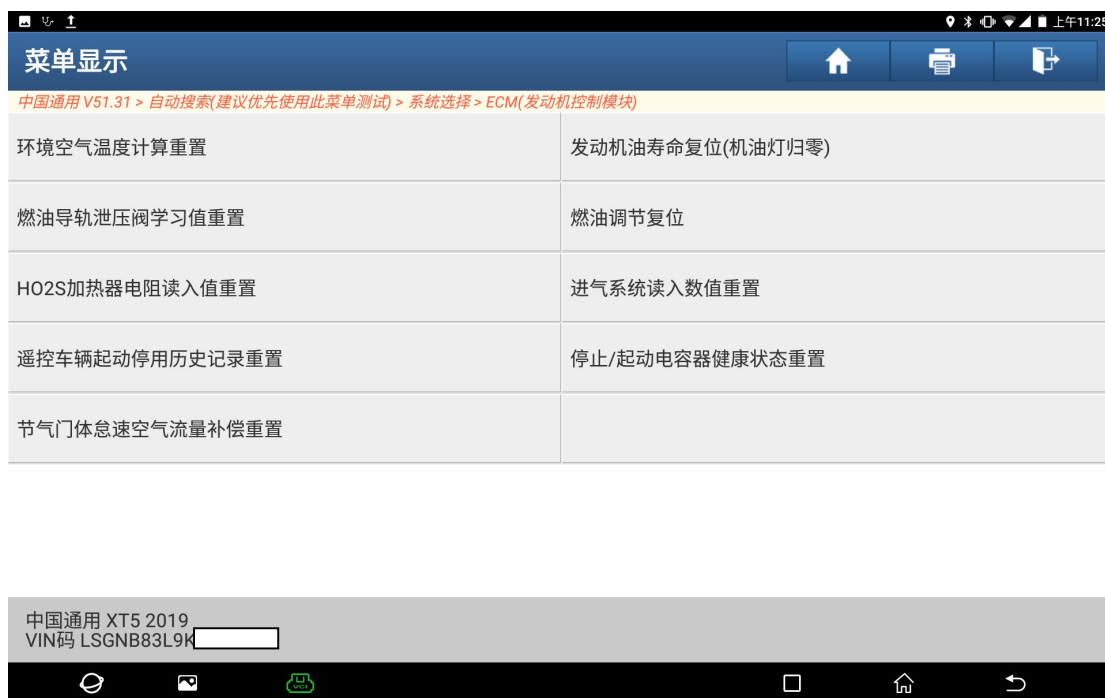 上午11:25
菜单显示
中国通用 V51.31 > 自动搜索(建议优先使用此菜单测试) > 系统选择 > ECM(发动机控制模块)
环境空气温度计算重置
发动机油寿命复位(机油灯归零)
燃油导轨泄压阀学习值重置
燃油调节复位
HO2S加热器电阻读入值重置
进气系统读入数值重置
遥控车辆起动停用历史记录重置
停止/起动电容器健康状态重置
节气门体怠速空气流量补偿重置
中国通用 XT5 2019
VIN码 LSGNB83L9K
VCI